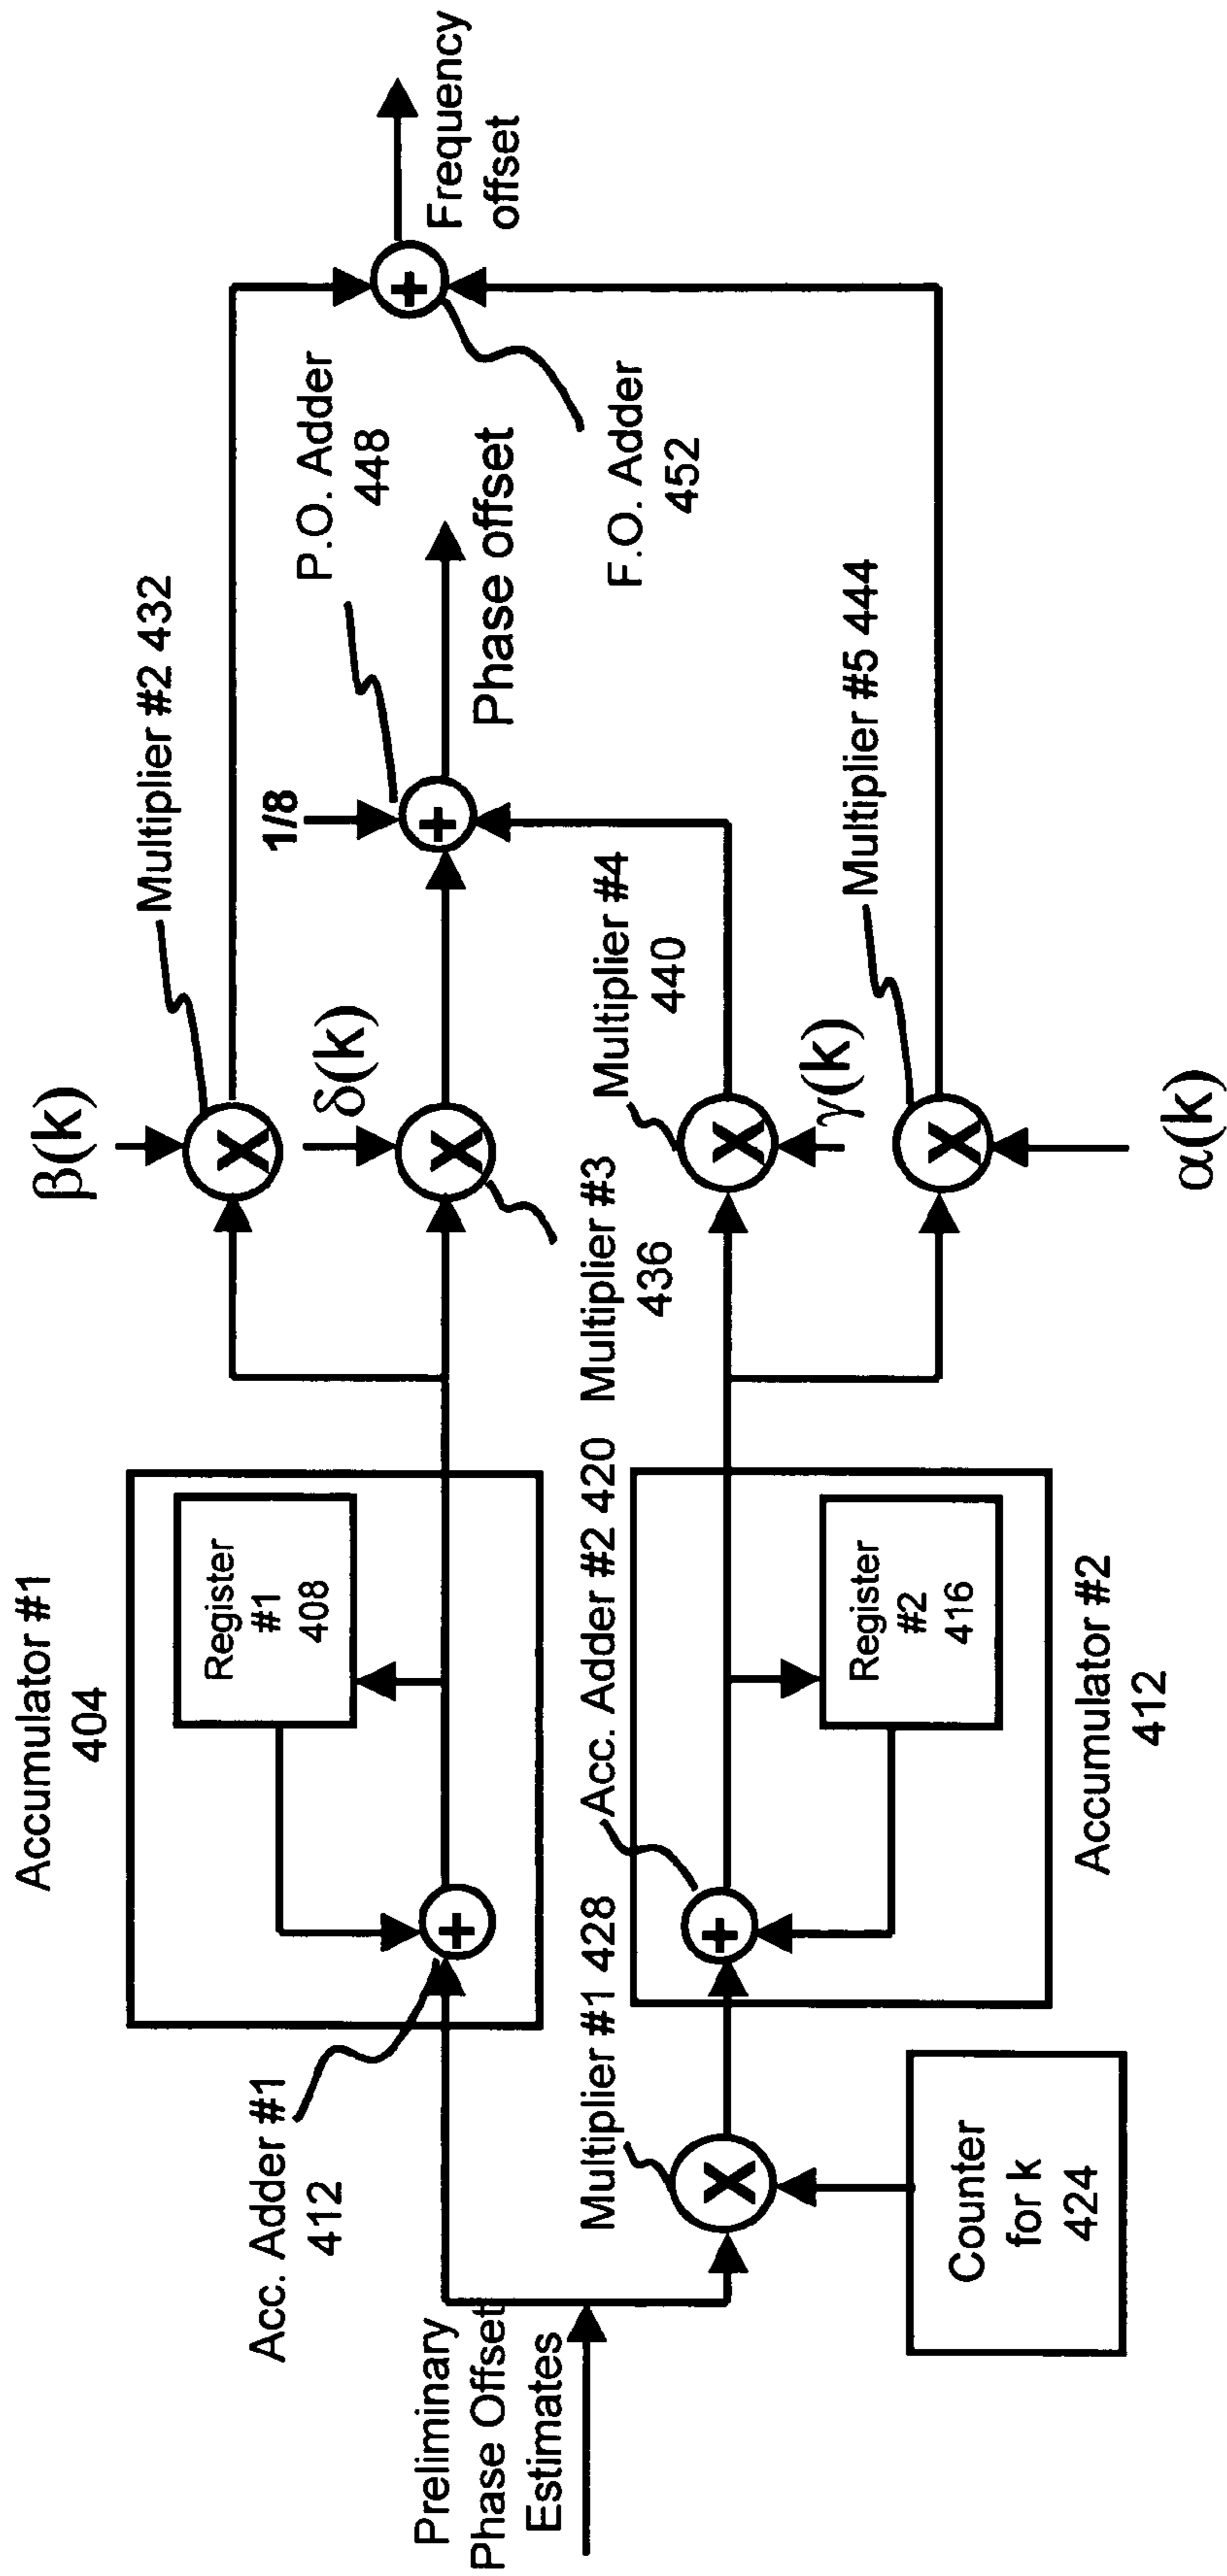 Preliminary
Phase Offset
Estimates
Acc. Adder #1
412
Accumulator #1
404
Register
#1
408
Multiplier #1 428
Counter
for k
424
Acc. Adder #2 420
Register
#2
416
Accumulator #2
412
β(k)
Multiplier #2 432
δ(k)
Multiplier #3
436
Multiplier #4
440
γ(k)
Multiplier #5 444
α(k)
1/8
P.O. Adder
448
Phase offset
F.O. Adder
452
Frequency
offset
X
X
X
X
X
+
+
+
+